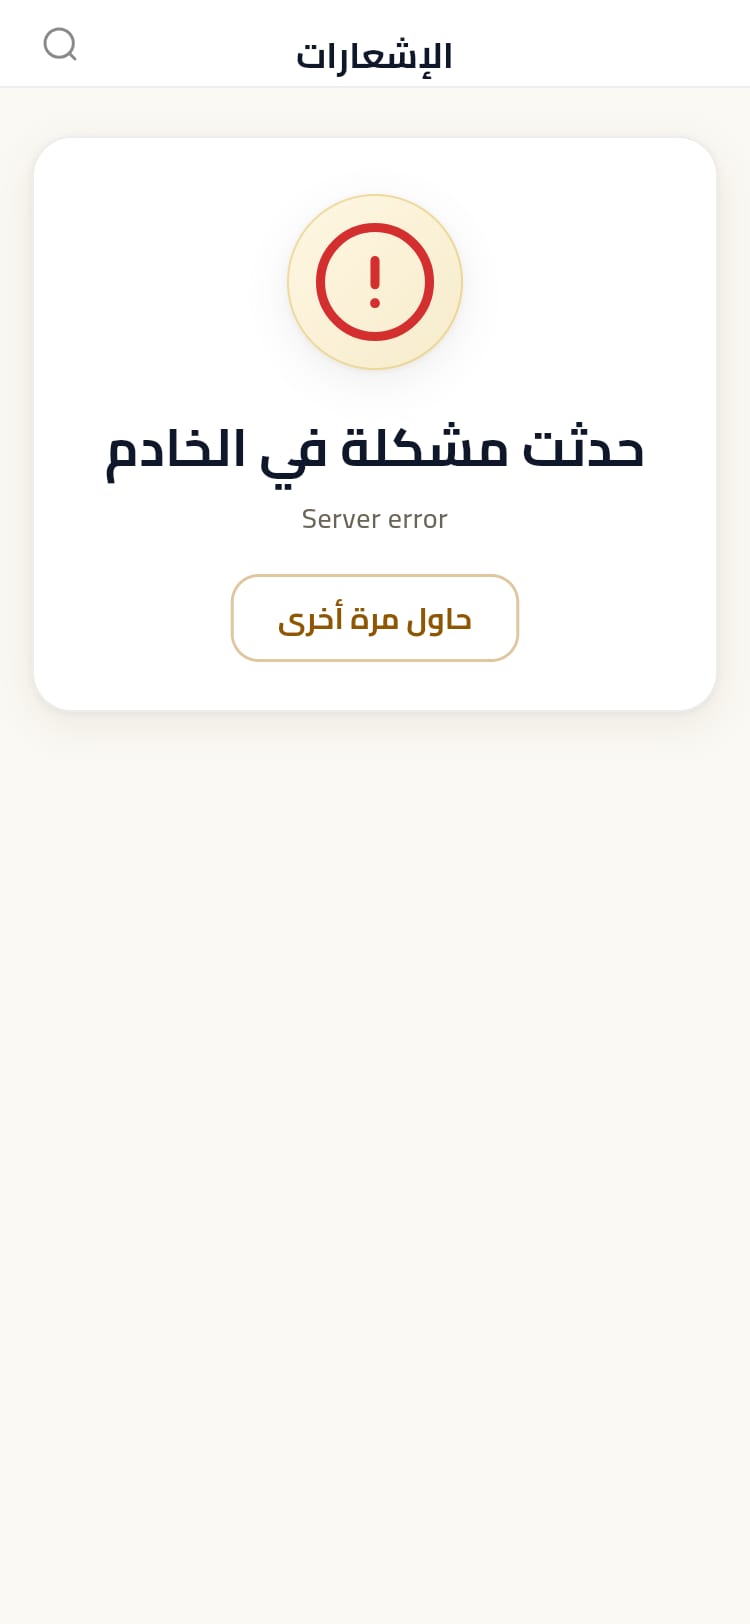 الإشعارات
حدثت مشكلة في الخادم
Server error
حاول مرة أخرى